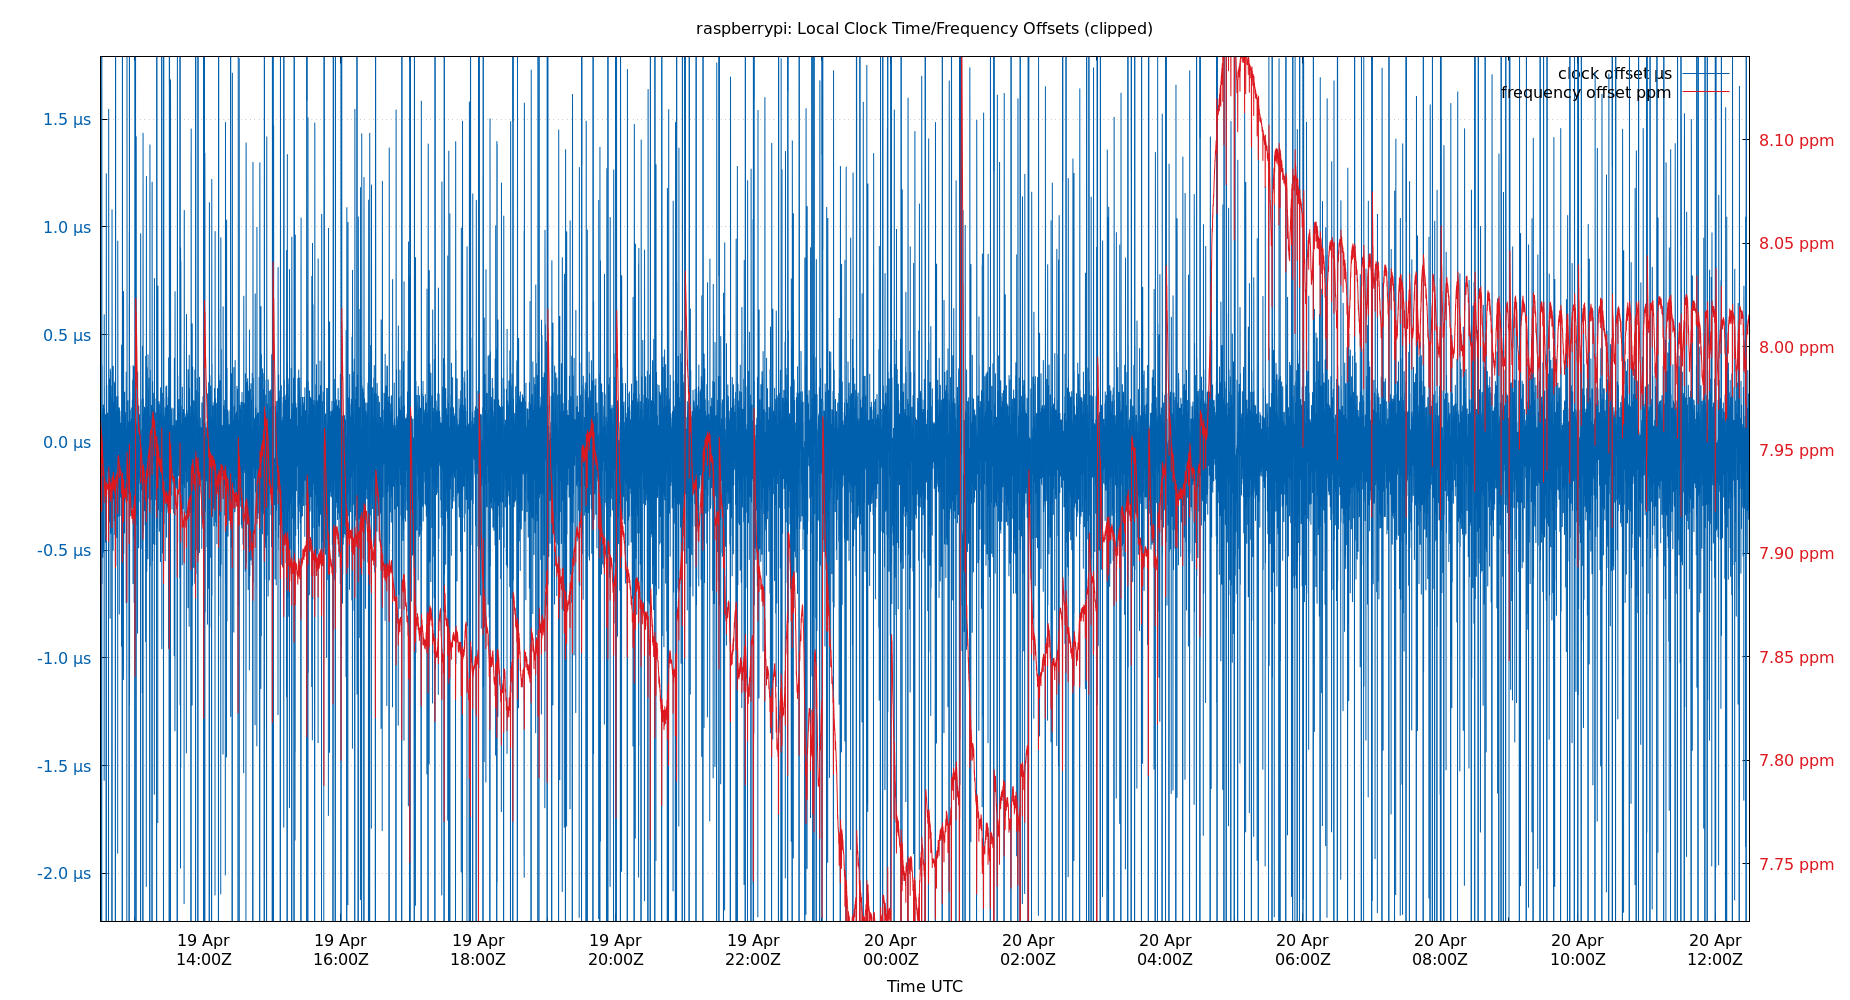 raspberrypi: Local Clock Time/Frequency Offsets (clipped)
clock offset µs
frequency offset ppm
1.5 µs
1.0 µs
0.5 µs
0.0 µs
-0.5 µs
-1.0 µs
-1.5 µs
-2.0 µs
8.10 ppm
8.05 ppm
8.00 ppm
7.95 ppm
7.90 ppm
7.85 ppm
7.80 ppm
7.75 ppm
19 Apr 19 Apr 19 Apr 19 Apr 19 Apr 20 Apr 20 Apr 20 Apr 20 Apr 20 Apr 20 Apr 20 Apr
14:00Z 16:00Z 18:00Z 20:00Z 22:00Z 00:00Z 02:00Z 04:00Z 06:00Z 08:00Z 10:00Z 12:00Z
Time UTC